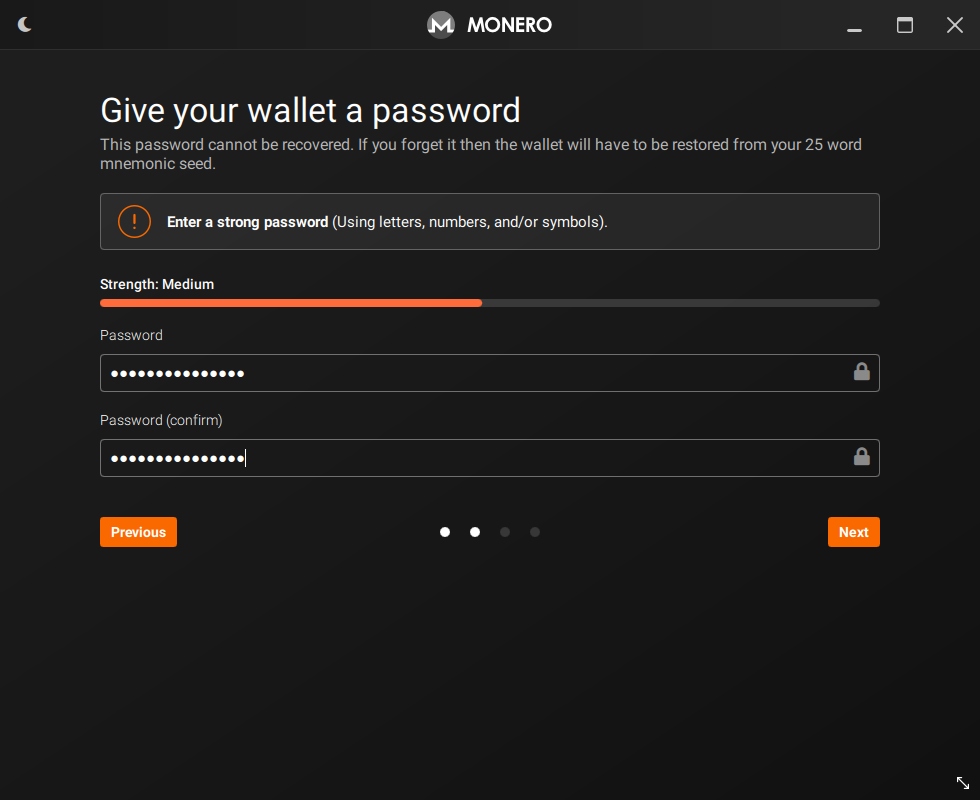 MONERO
Give your wallet a password
This password cannot be recovered. If you forget it then the wallet will have to be restored from your 25 word
mnemonic seed.
Enter a strong password (Using letters, numbers, and/or symbols).
Strength: Medium
Password
●●●●●●●●●●●●●●●
Password (confirm)
●●●●●●●●●●●●●●●
Previous
Next